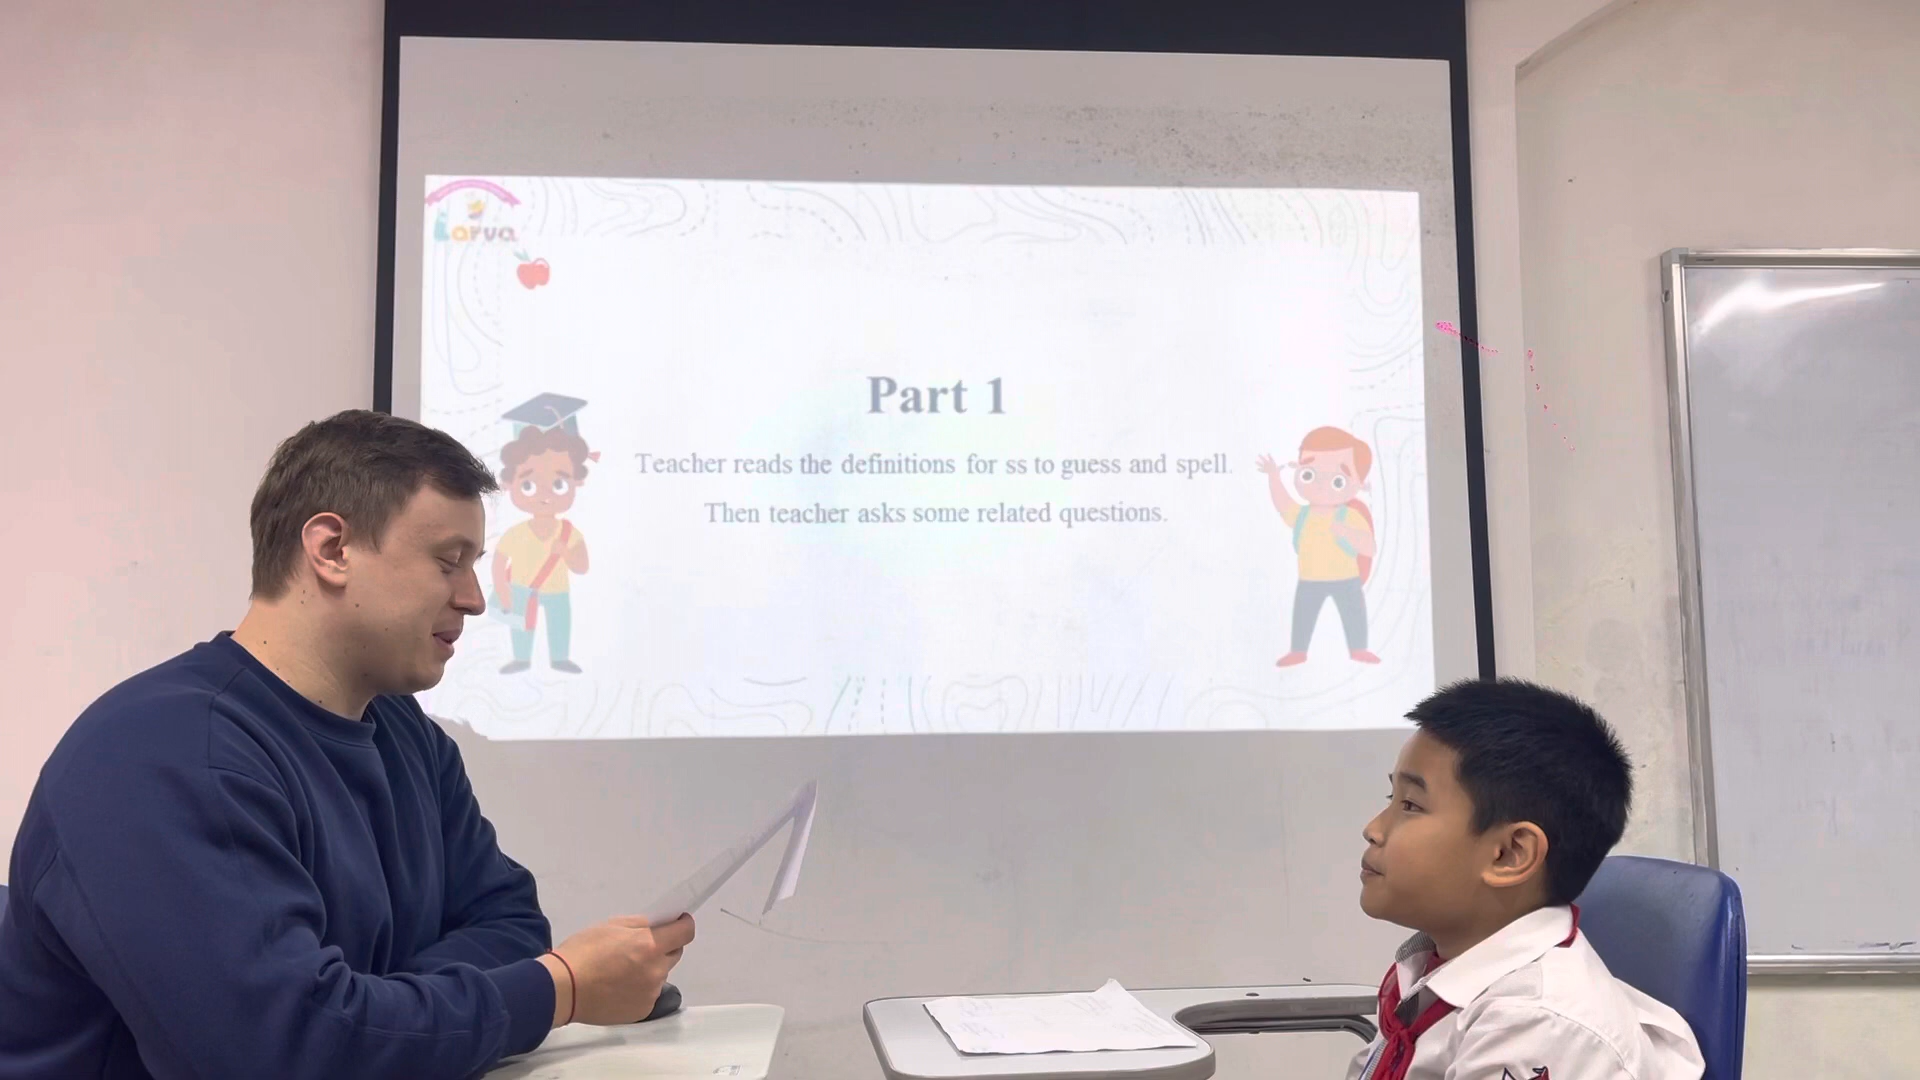 Larva
Part 1
Teacher reads the definitions for ss to guess and spell.
Then teacher asks some related questions.